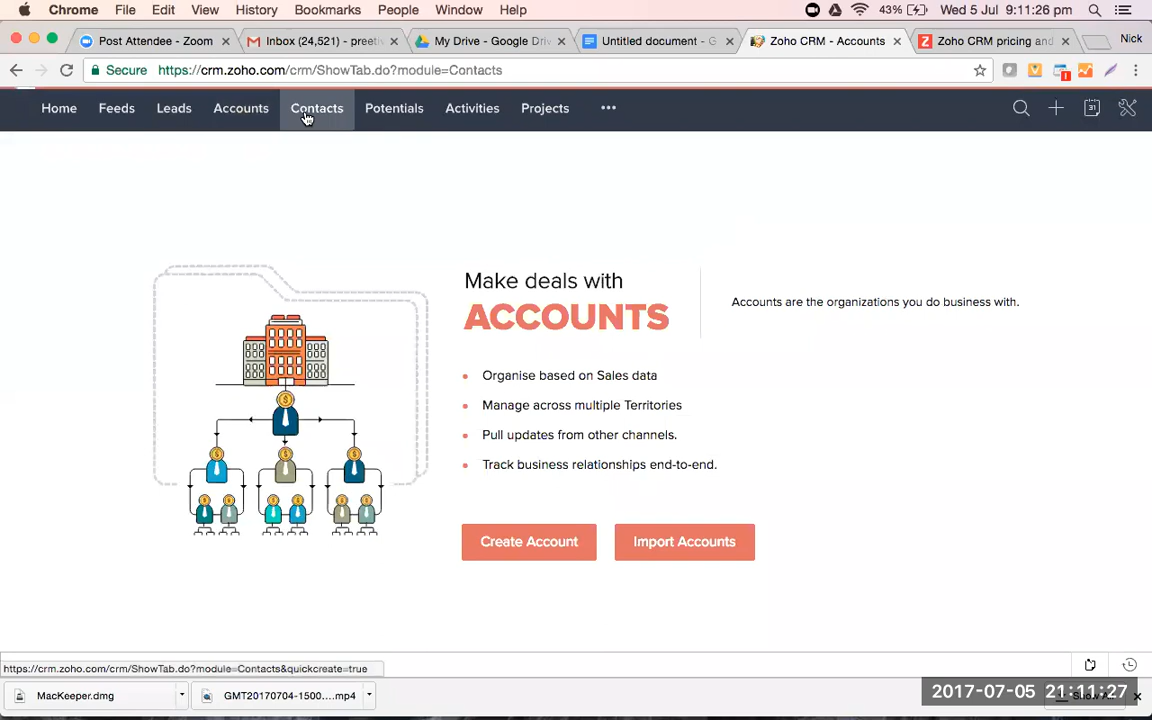 Chrome File Edit View History Bookmarks People Window Help 43% Wed 5 Jul 9:11:26 pm
Post Attendee - Zoom Inbox (24,521) - preeti My Drive - Google Dri Untitled document - G Zoho CRM - Accounts Zoho CRM pricing and Nick
Secure https://crm.zoho.com/crm/ShowTab.do?module=Contacts
Home Feeds Leads Accounts Contacts Potentials Activities Projects ••• 31
Make deals with
ACCOUNTS
Accounts are the organizations you do business with.
• Organise based on Sales data
• Manage across multiple Territories
• Pull updates from other channels.
• Track business relationships end-to-end.
Create Account Import Accounts
https://crm.zoho.com/crm/ShowTab.do?module=Contacts&quickcreate=true
MacKeeper.dmg GMT20170704-1500....mp4
2017-07-05 21:11:27